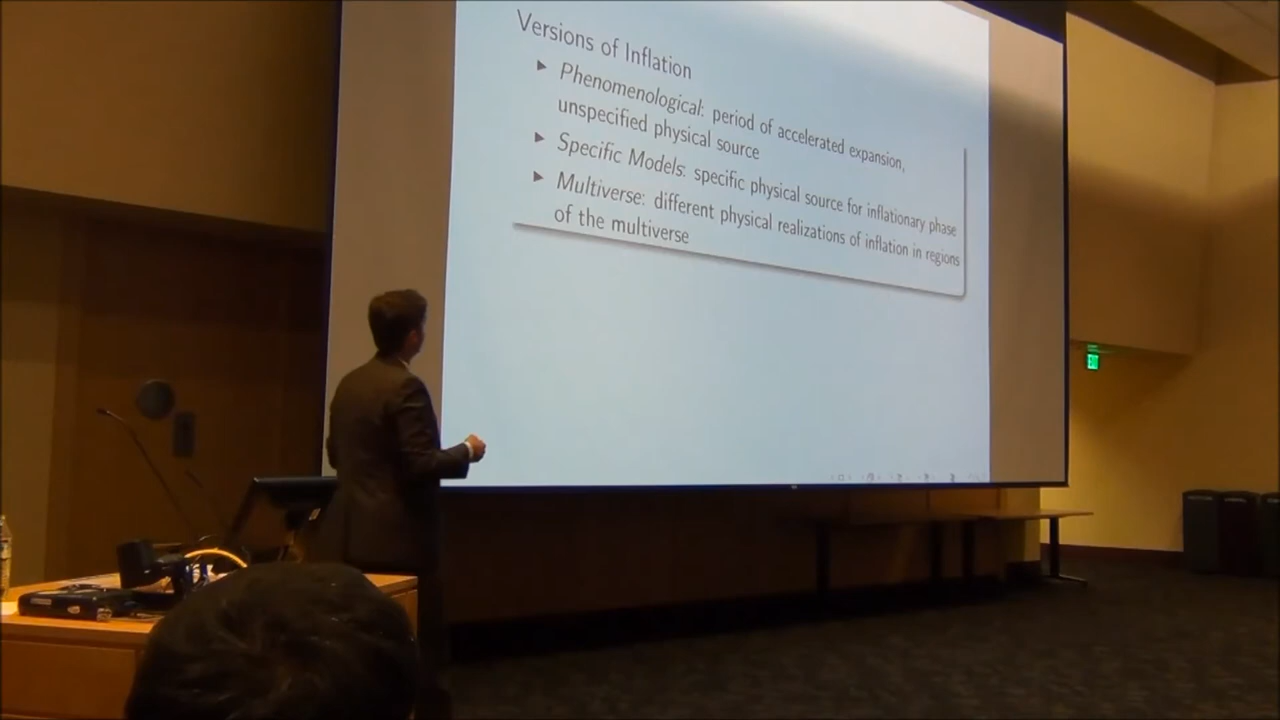 Versions of Inflation
▶ Phenomenological: period of accelerated expansion,
unspecified physical source
▶ Specific Models: specific physical source for inflationary phase
▶ Multiverse: different physical realizations of inflation in regions
of the multiverse